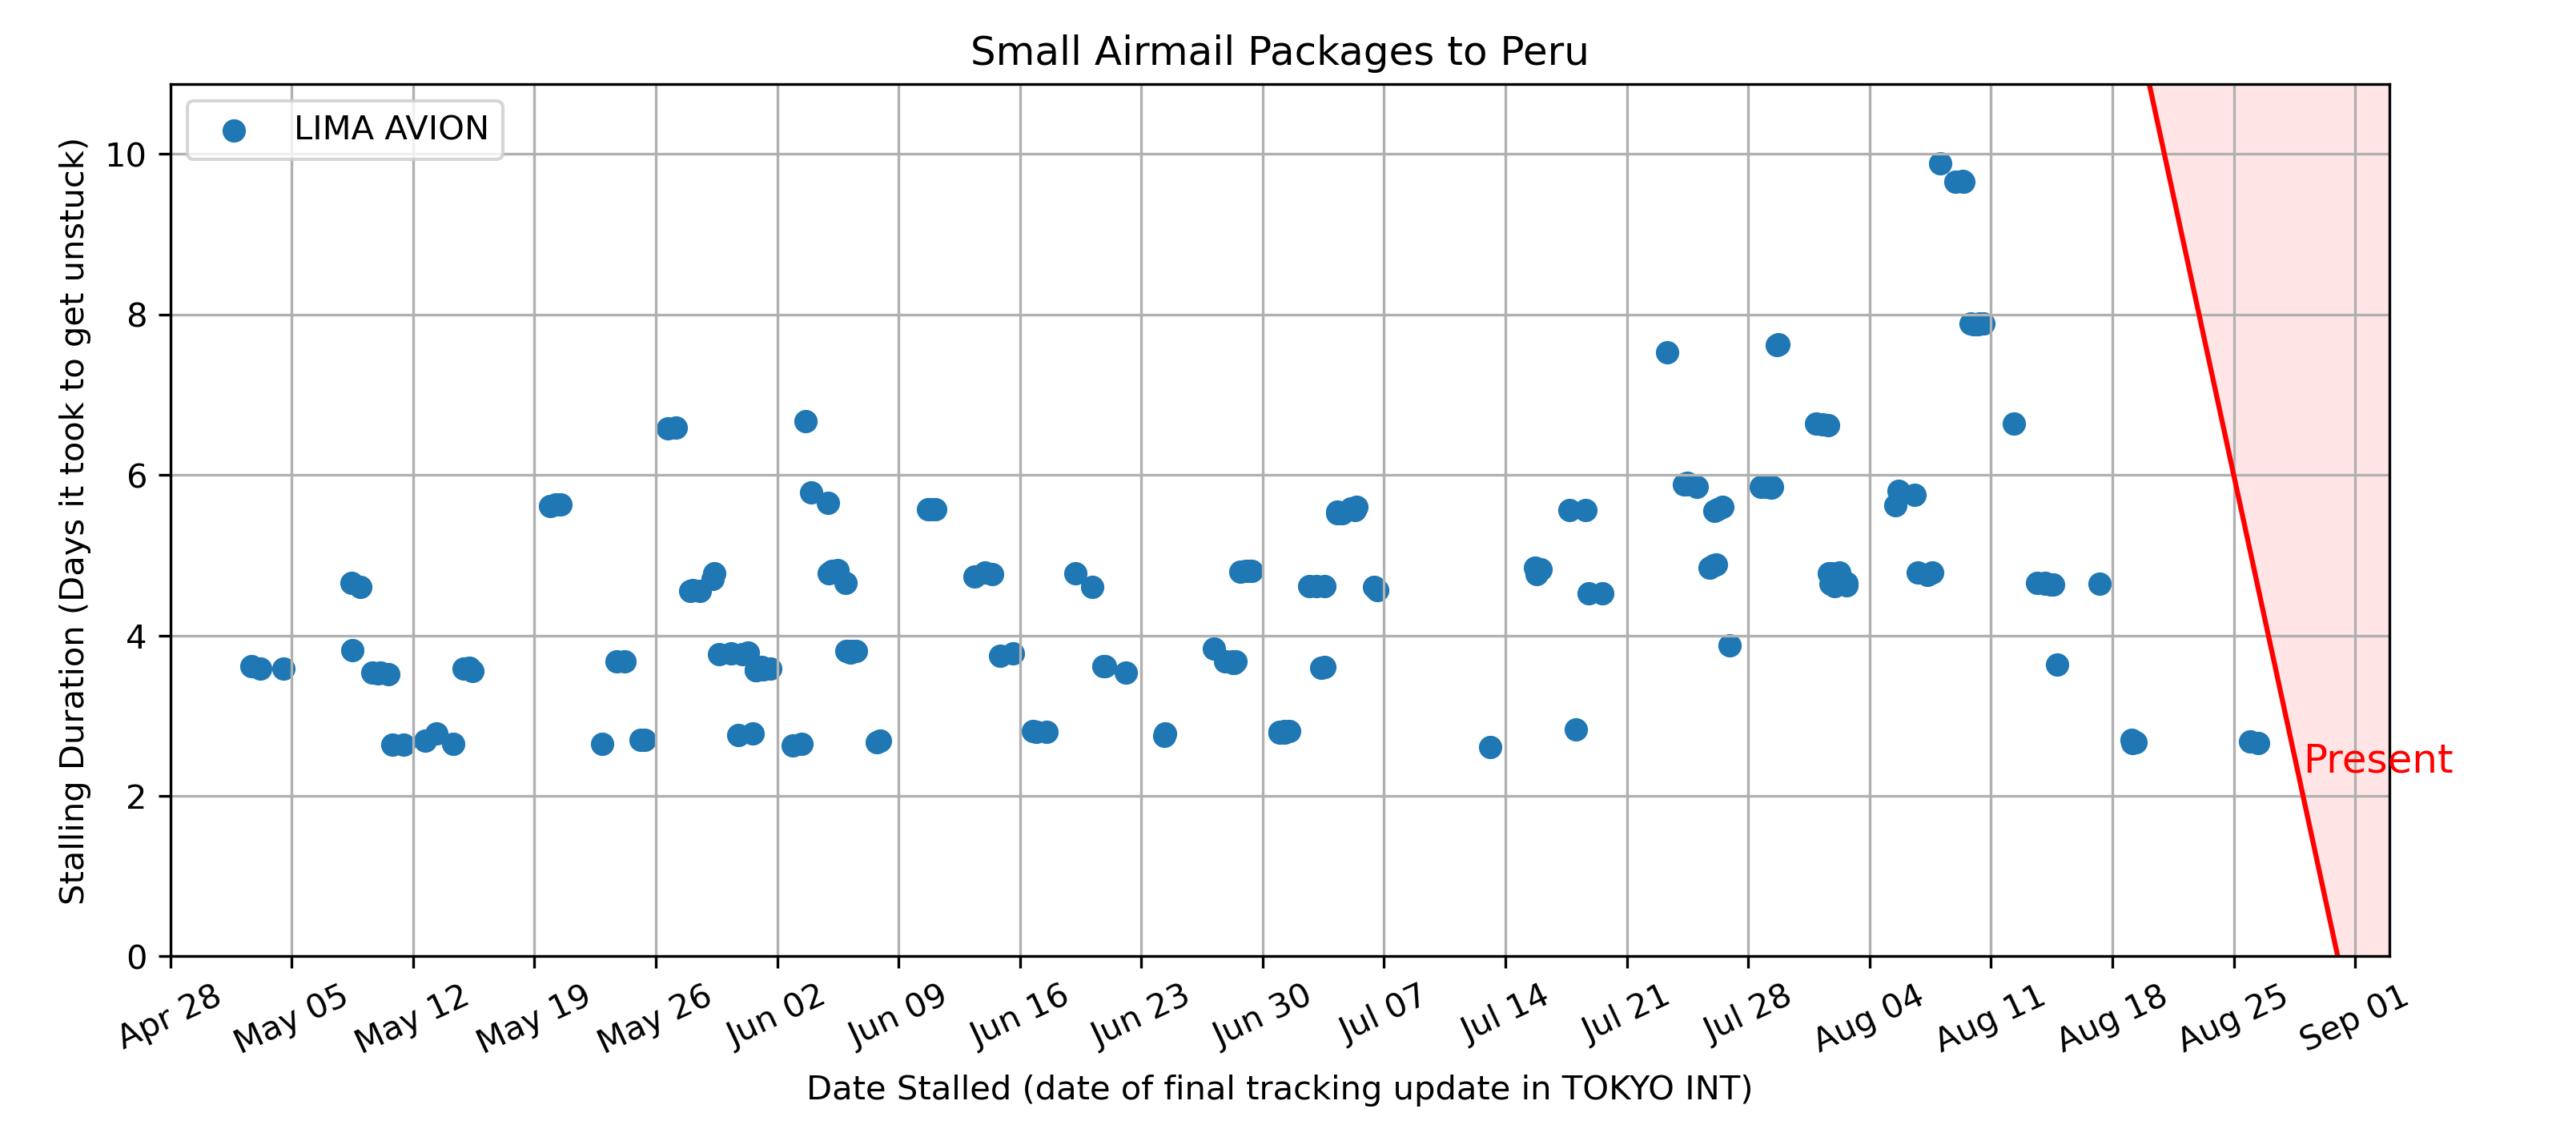 Small Airmail Packages to Peru
LIMA AVION
Stalling Duration (Days it took to get unstuck)
10
8
6
4
2
0
Present
Apr 28
May 05
May 12
May 19
May 26
Jun 02
Jun 09
Jun 16
Jun 23
Jun 30
Jul 07
Jul 14
Jul 21
Jul 28
Aug 04
Aug 11
Aug 18
Aug 25
Sep 01
Date Stalled (date of final tracking update in TOKYO INT)